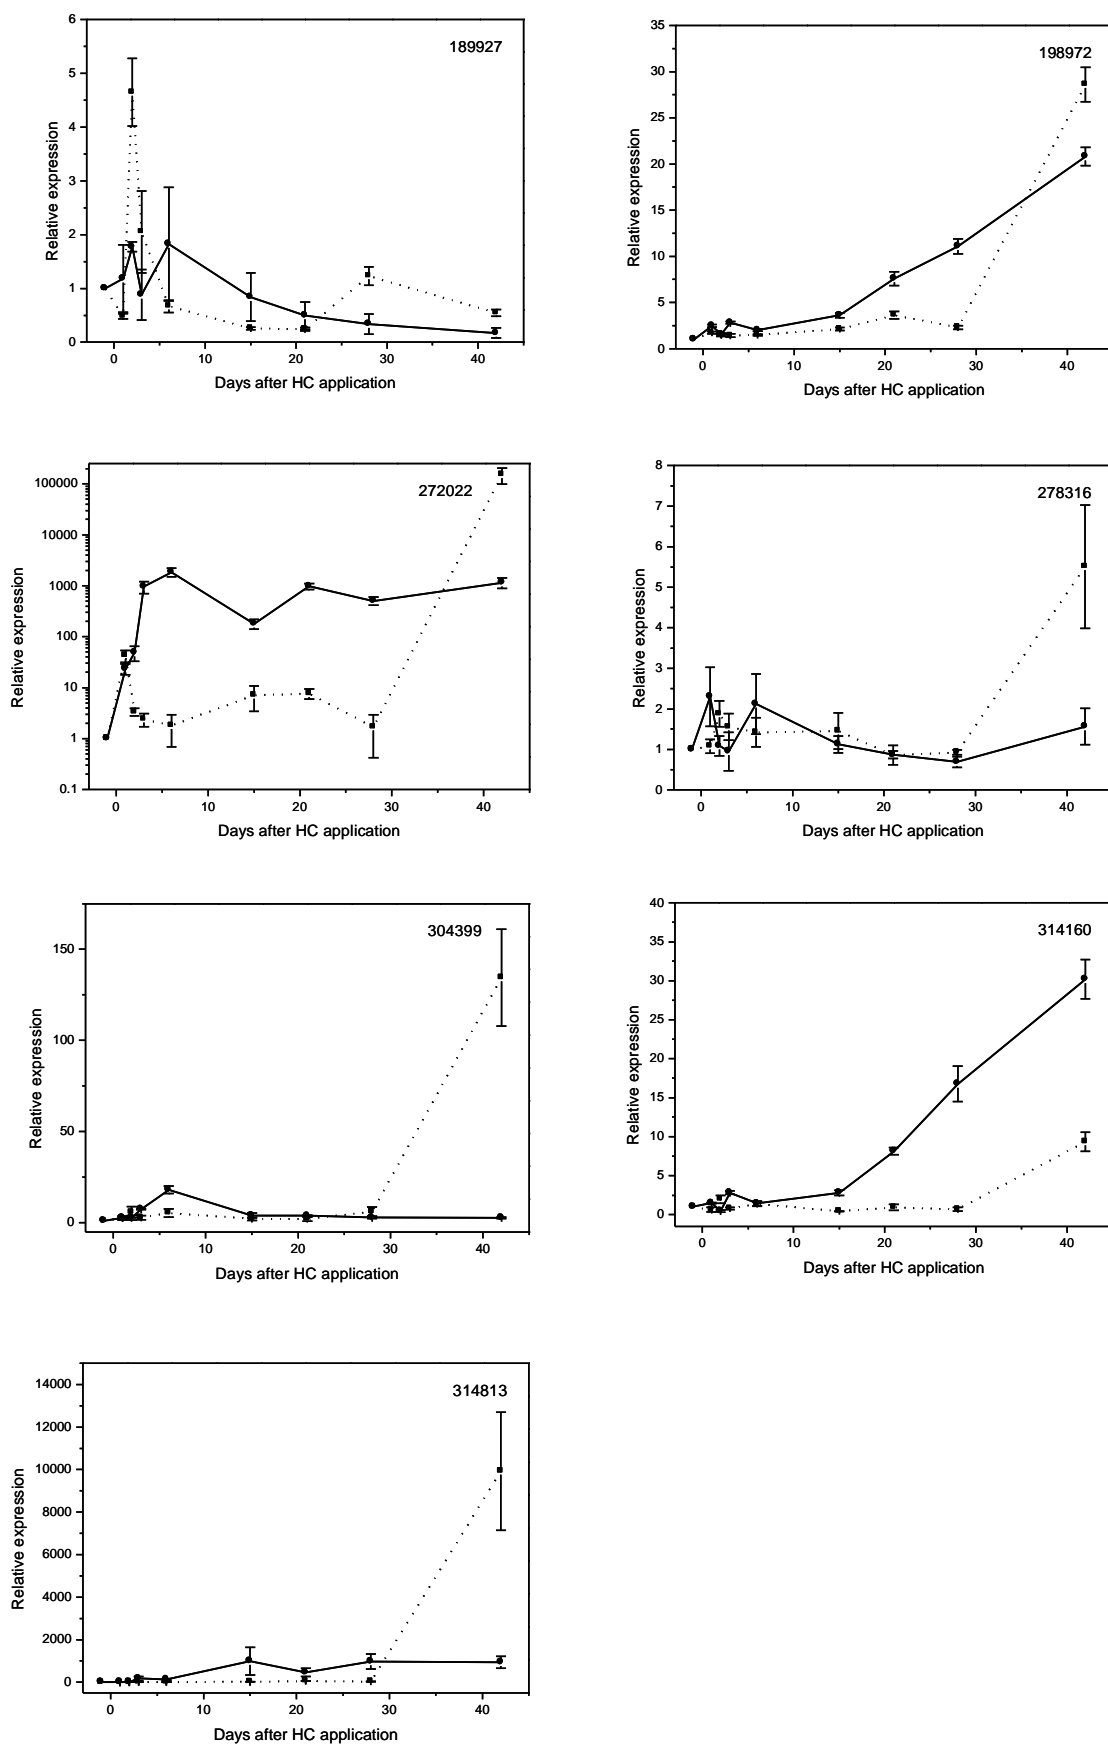 189927
6
5
4
3
2
1
0
Relative expression
0 10 20 30 40
Days after HC application
198972
35
30
25
20
15
10
5
0
Relative expression
0 10 20 30 40
Days after HC application
272022
100000
10000
1000
100
10
1
0.1
Relative expression
0 10 20 30 40
Days after HC application
278316
8
7
6
5
4
3
2
1
0
Relative expression
0 10 20 30 40
Days after HC application
304399
150
100
50
0
Relative expression
0 10 20 30 40
Days after HC application
314160
40
35
30
25
20
15
10
5
0
Relative expression
0 10 20 30 40
Days after HC application
314813
14000
12000
10000
8000
6000
4000
2000
0
Relative expression
0 10 20 30 40
Days after HC application